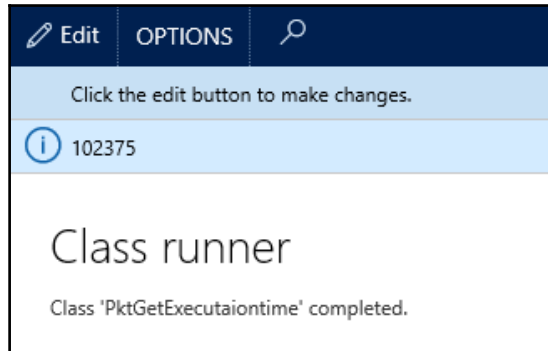 Edit OPTIONS
Click the edit button to make changes.
102375
Class runner
Class 'PktGetExecutaiontime' completed.